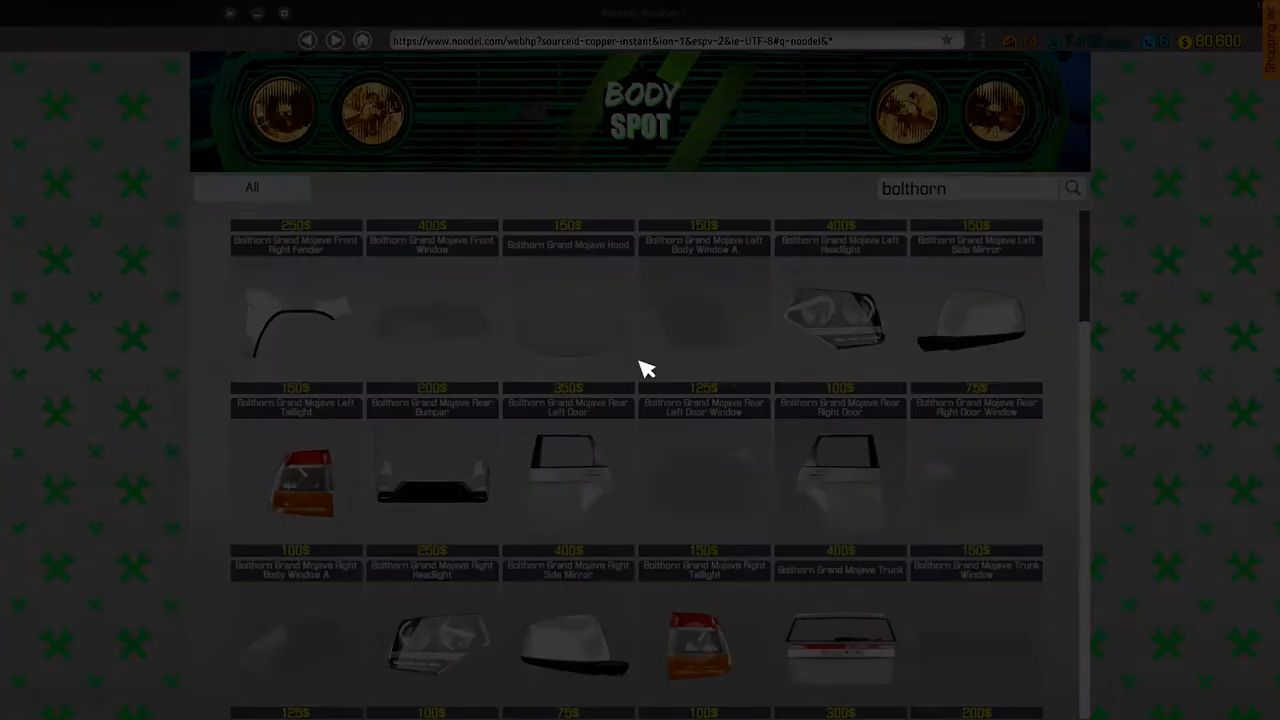 https://www.noodel.com/webhp?sourceid-copper-instant&ion-1&espv-2&ie-UTF-8#q-noodel&*
14
6
80 600
BODY
SPOT
All
bolthorn
250$ 400$ 150$ 150$ 400$ 150$
Bolthorn Grand Mojave Front Right Fender
Bolthorn Grand Mojave Front Window
Bolthorn Grand Mojave Hood
Bolthorn Grand Mojave Left Body Window A
Bolthorn Grand Mojave Left Headlight
Bolthorn Grand Mojave Left Side Mirror
150$ 200$ 350$ 125$ 100$ 75$
Bolthorn Grand Mojave Left Taillight
Bolthorn Grand Mojave Rear Bumper
Bolthorn Grand Mojave Rear Left Door
Bolthorn Grand Mojave Rear Left Door Window
Bolthorn Grand Mojave Rear Right Door
Bolthorn Grand Mojave Rear Right Door Window
100$ 250$ 400$ 150$ 400$ 150$
Bolthorn Grand Mojave Right Body Window A
Bolthorn Grand Mojave Right Headlight
Bolthorn Grand Mojave Right Side Mirror
Bolthorn Grand Mojave Right Taillight
Bolthorn Grand Mojave Trunk
Bolthorn Grand Mojave Trunk Window
125$ 100$ 75$ 100$ 300$ 200$